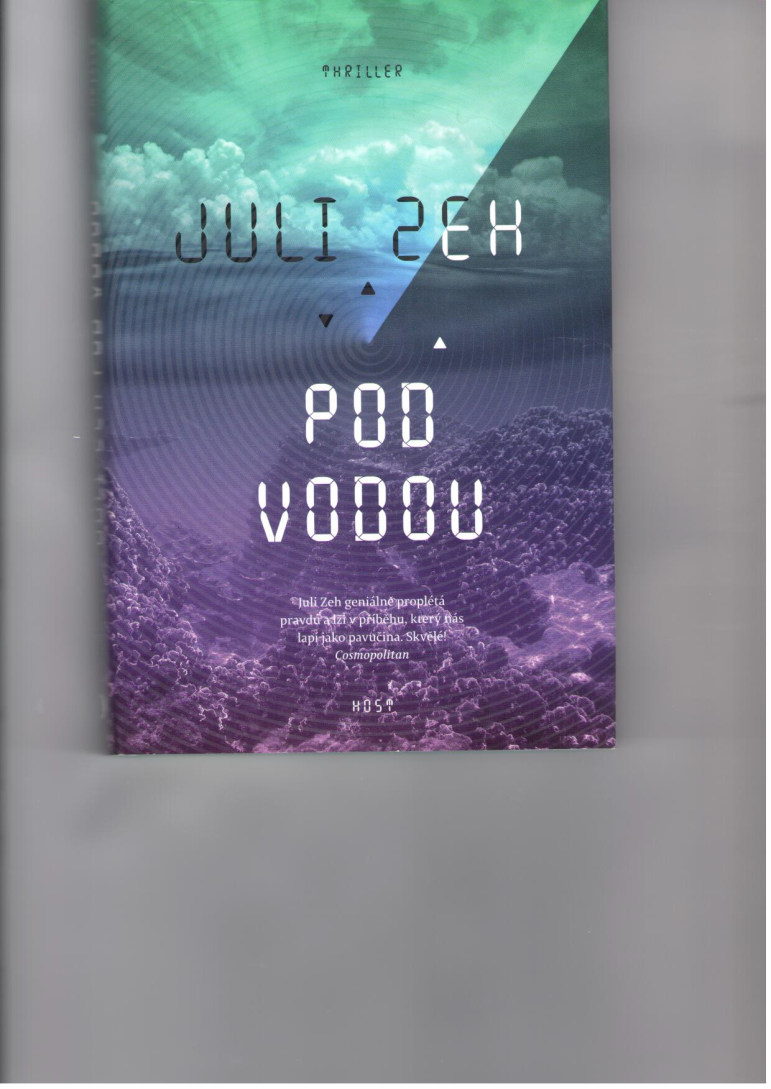 THRILLER
JULI ZEH
POD
VODOU
Juli Zeh geniálně proplétá
pravdu a lži v příběhu, který nás
lapí jako pavučina. Skvělé!
Cosmopolitan
HOST